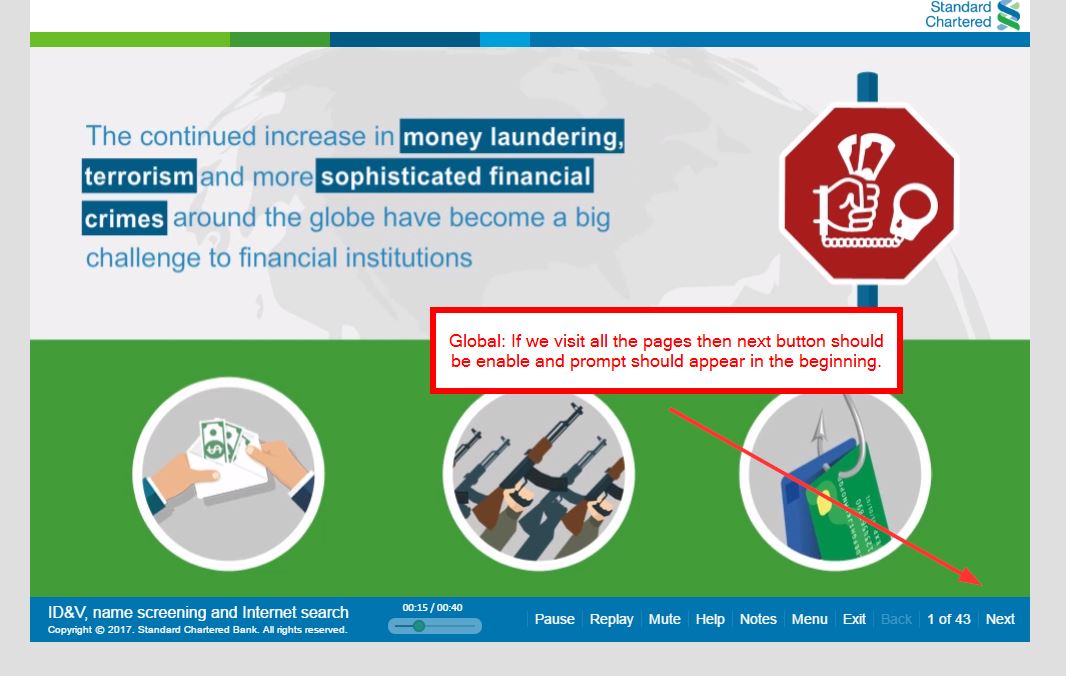 Standard
Chartered
The continued increase in money laundering,
terrorism and more sophisticated financial
crimes around the globe have become a big
challenge to financial institutions
Global: If we visit all the pages then next button should
be enable and prompt should appear in the beginning.
ID&V, name screening and Internet search
Copyright © 2017. Standard Chartered Bank. All rights reserved.
00:15 / 00:40
Pause Replay Mute Help Notes Menu Exit Back 1 of 43 Next